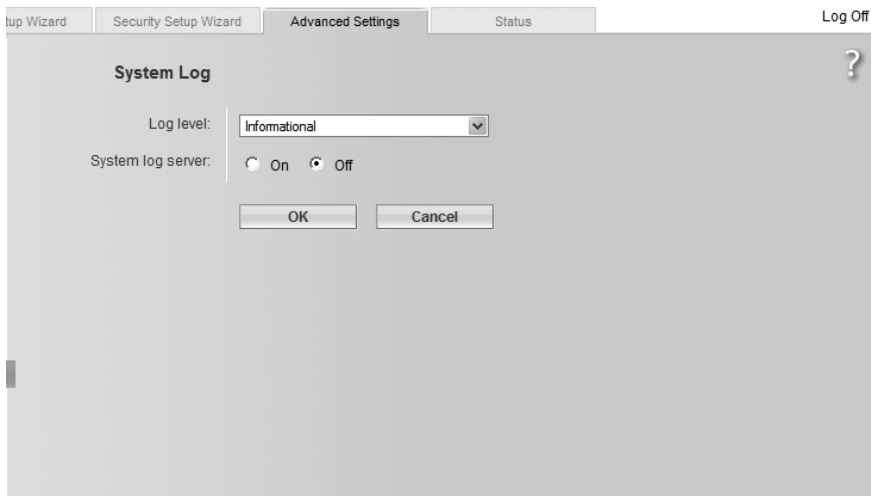 tup Wizard
Security Setup Wizard
Advanced Settings
Status
Log Off
System Log
?
Log level:
Informational
System log server:
On
Off
OK
Cancel